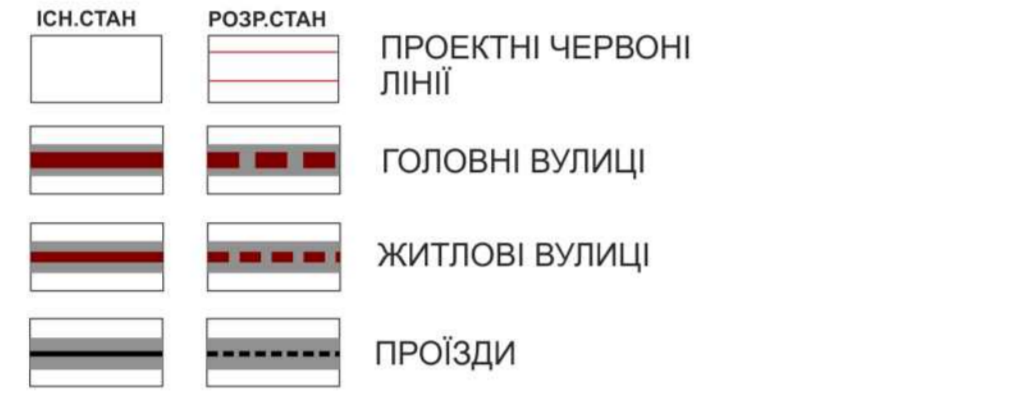 ІСН.СТАН РОЗР.СТАН
ПРОЕКТНІ ЧЕРВОНІ
ЛІНІЇ
ГОЛОВНІ ВУЛИЦІ
ЖИТЛОВІ ВУЛИЦІ
ПРОЇЗДИ